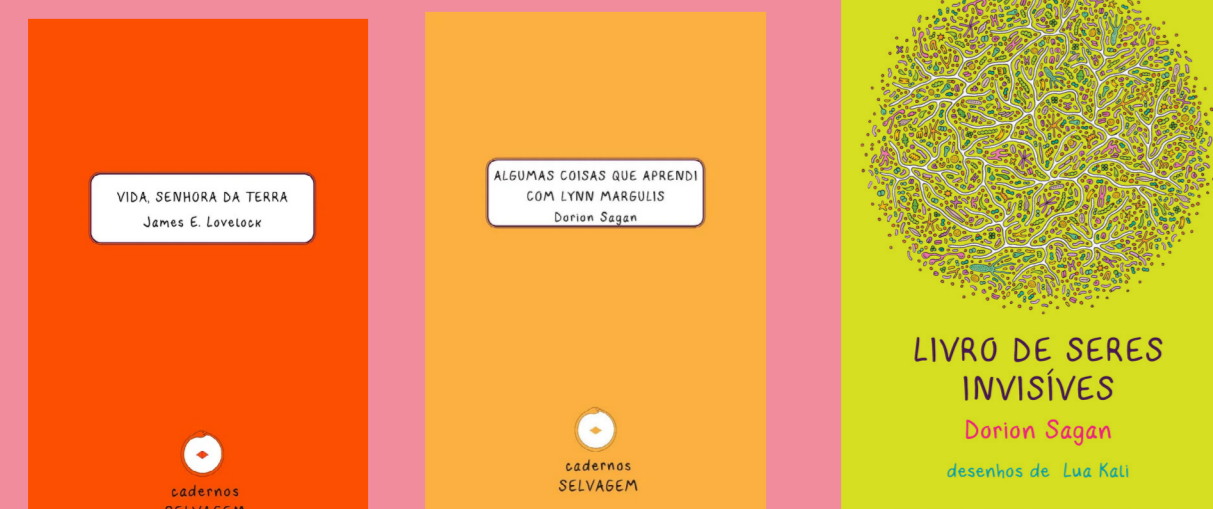 VIDA, SENHORA DA TERRA
James E. Lovelock
cadernos
SELVAGEM
ALGUMAS COISAS QUE APRENDI
COM LYNN MARGULIS
Dorion Sagan
cadernos
SELVAGEM
LIVRO DE SERES
INVISÍVES
Dorion Sagan
desenhos de Lua Kali